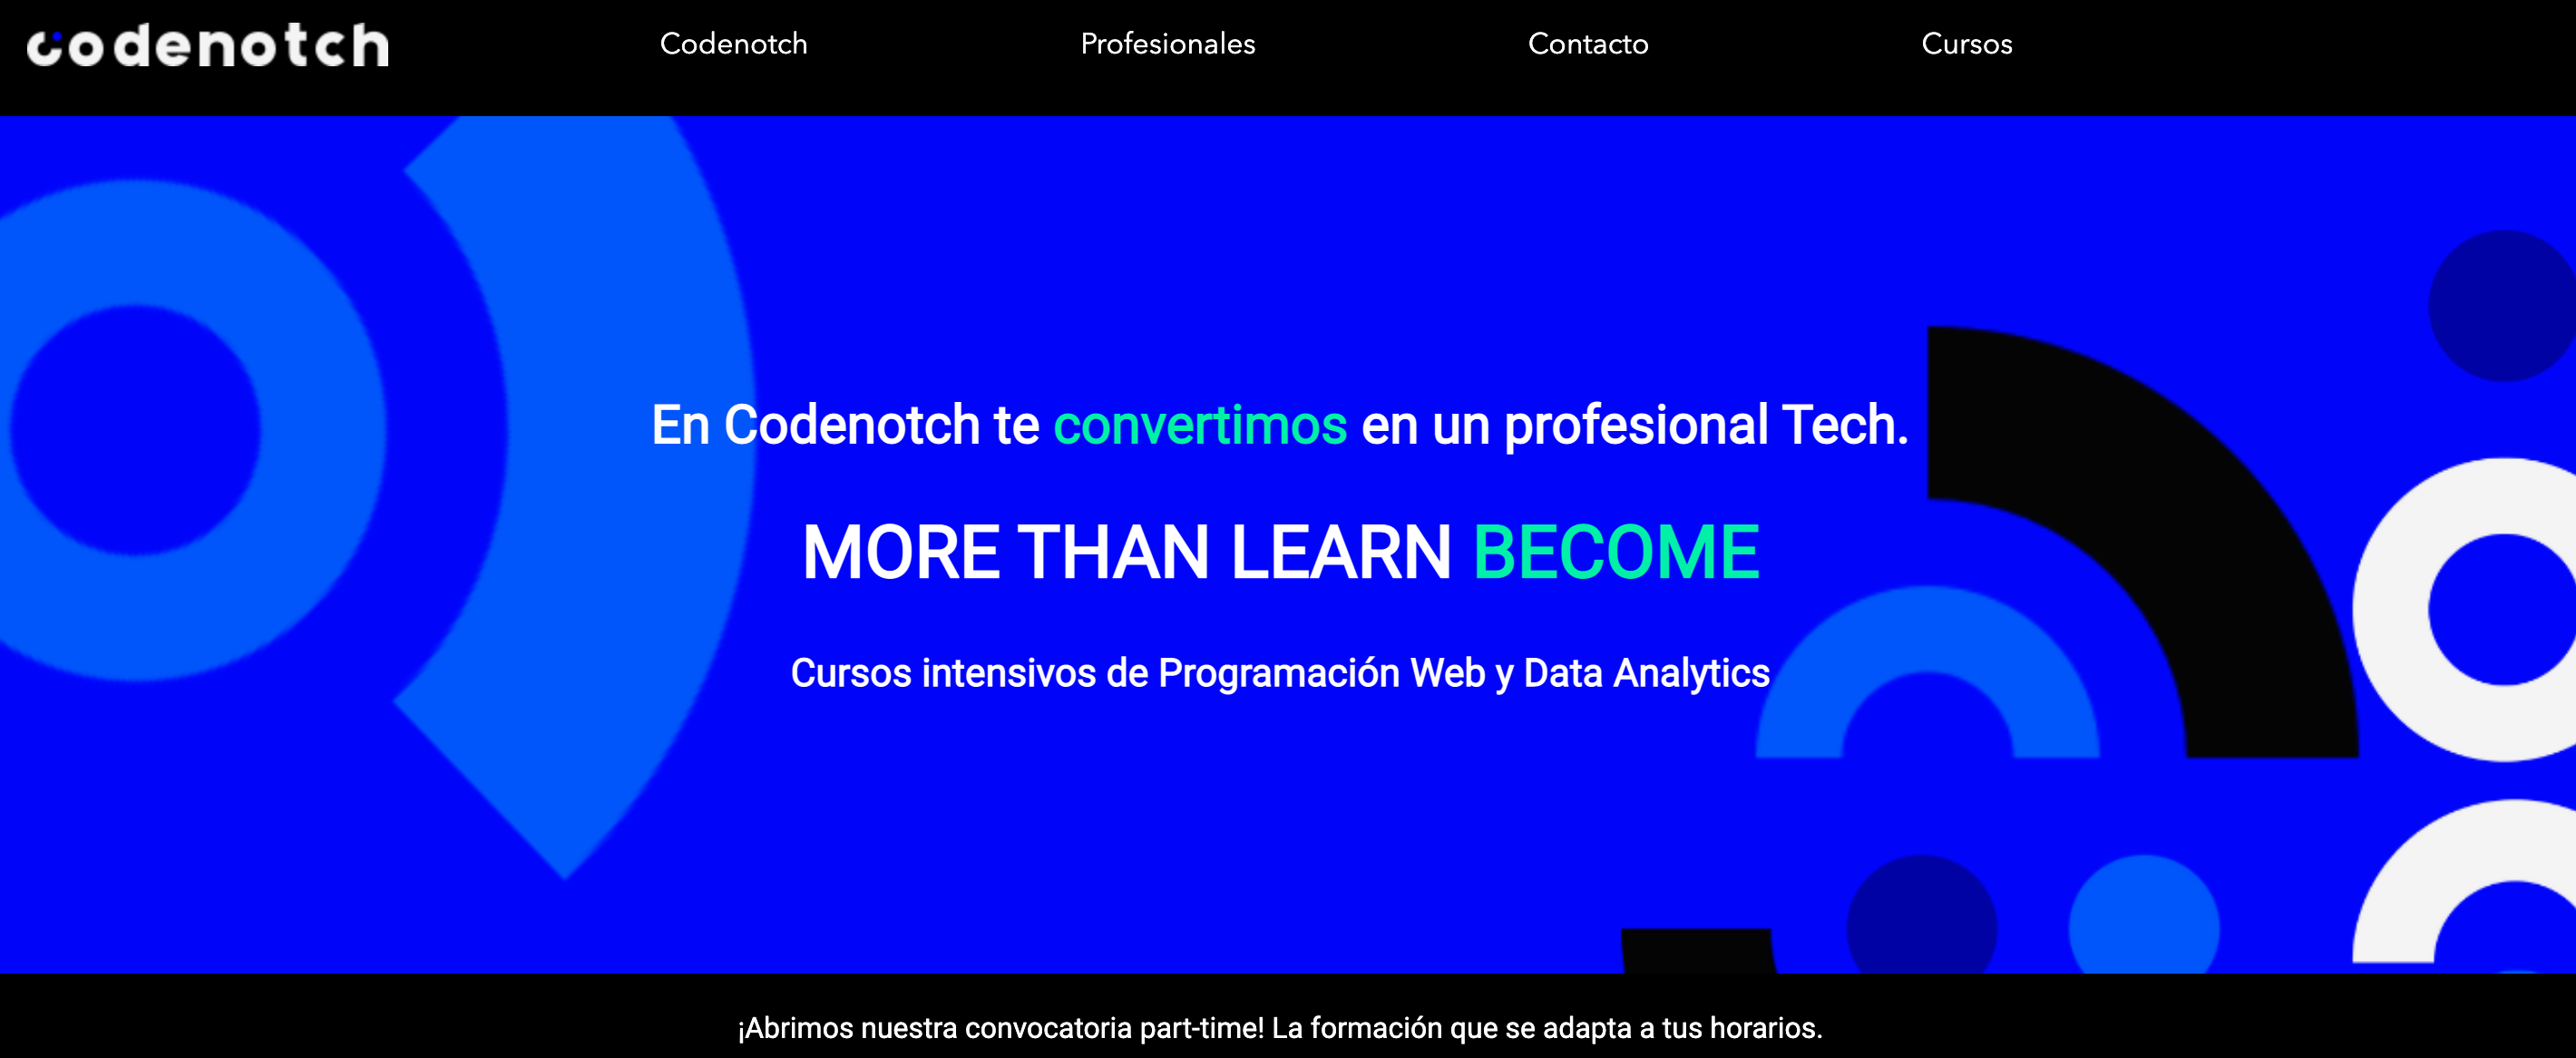 codenotch
Codenotch
Profesionales
Contacto
Cursos
En Codenotch te convertimos en un profesional Tech.
MORE THAN LEARN BECOME
Cursos intensivos de Programación Web y Data Analytics
¡Abrimos nuestra convocatoria part-time! La formación que se adapta a tus horarios.